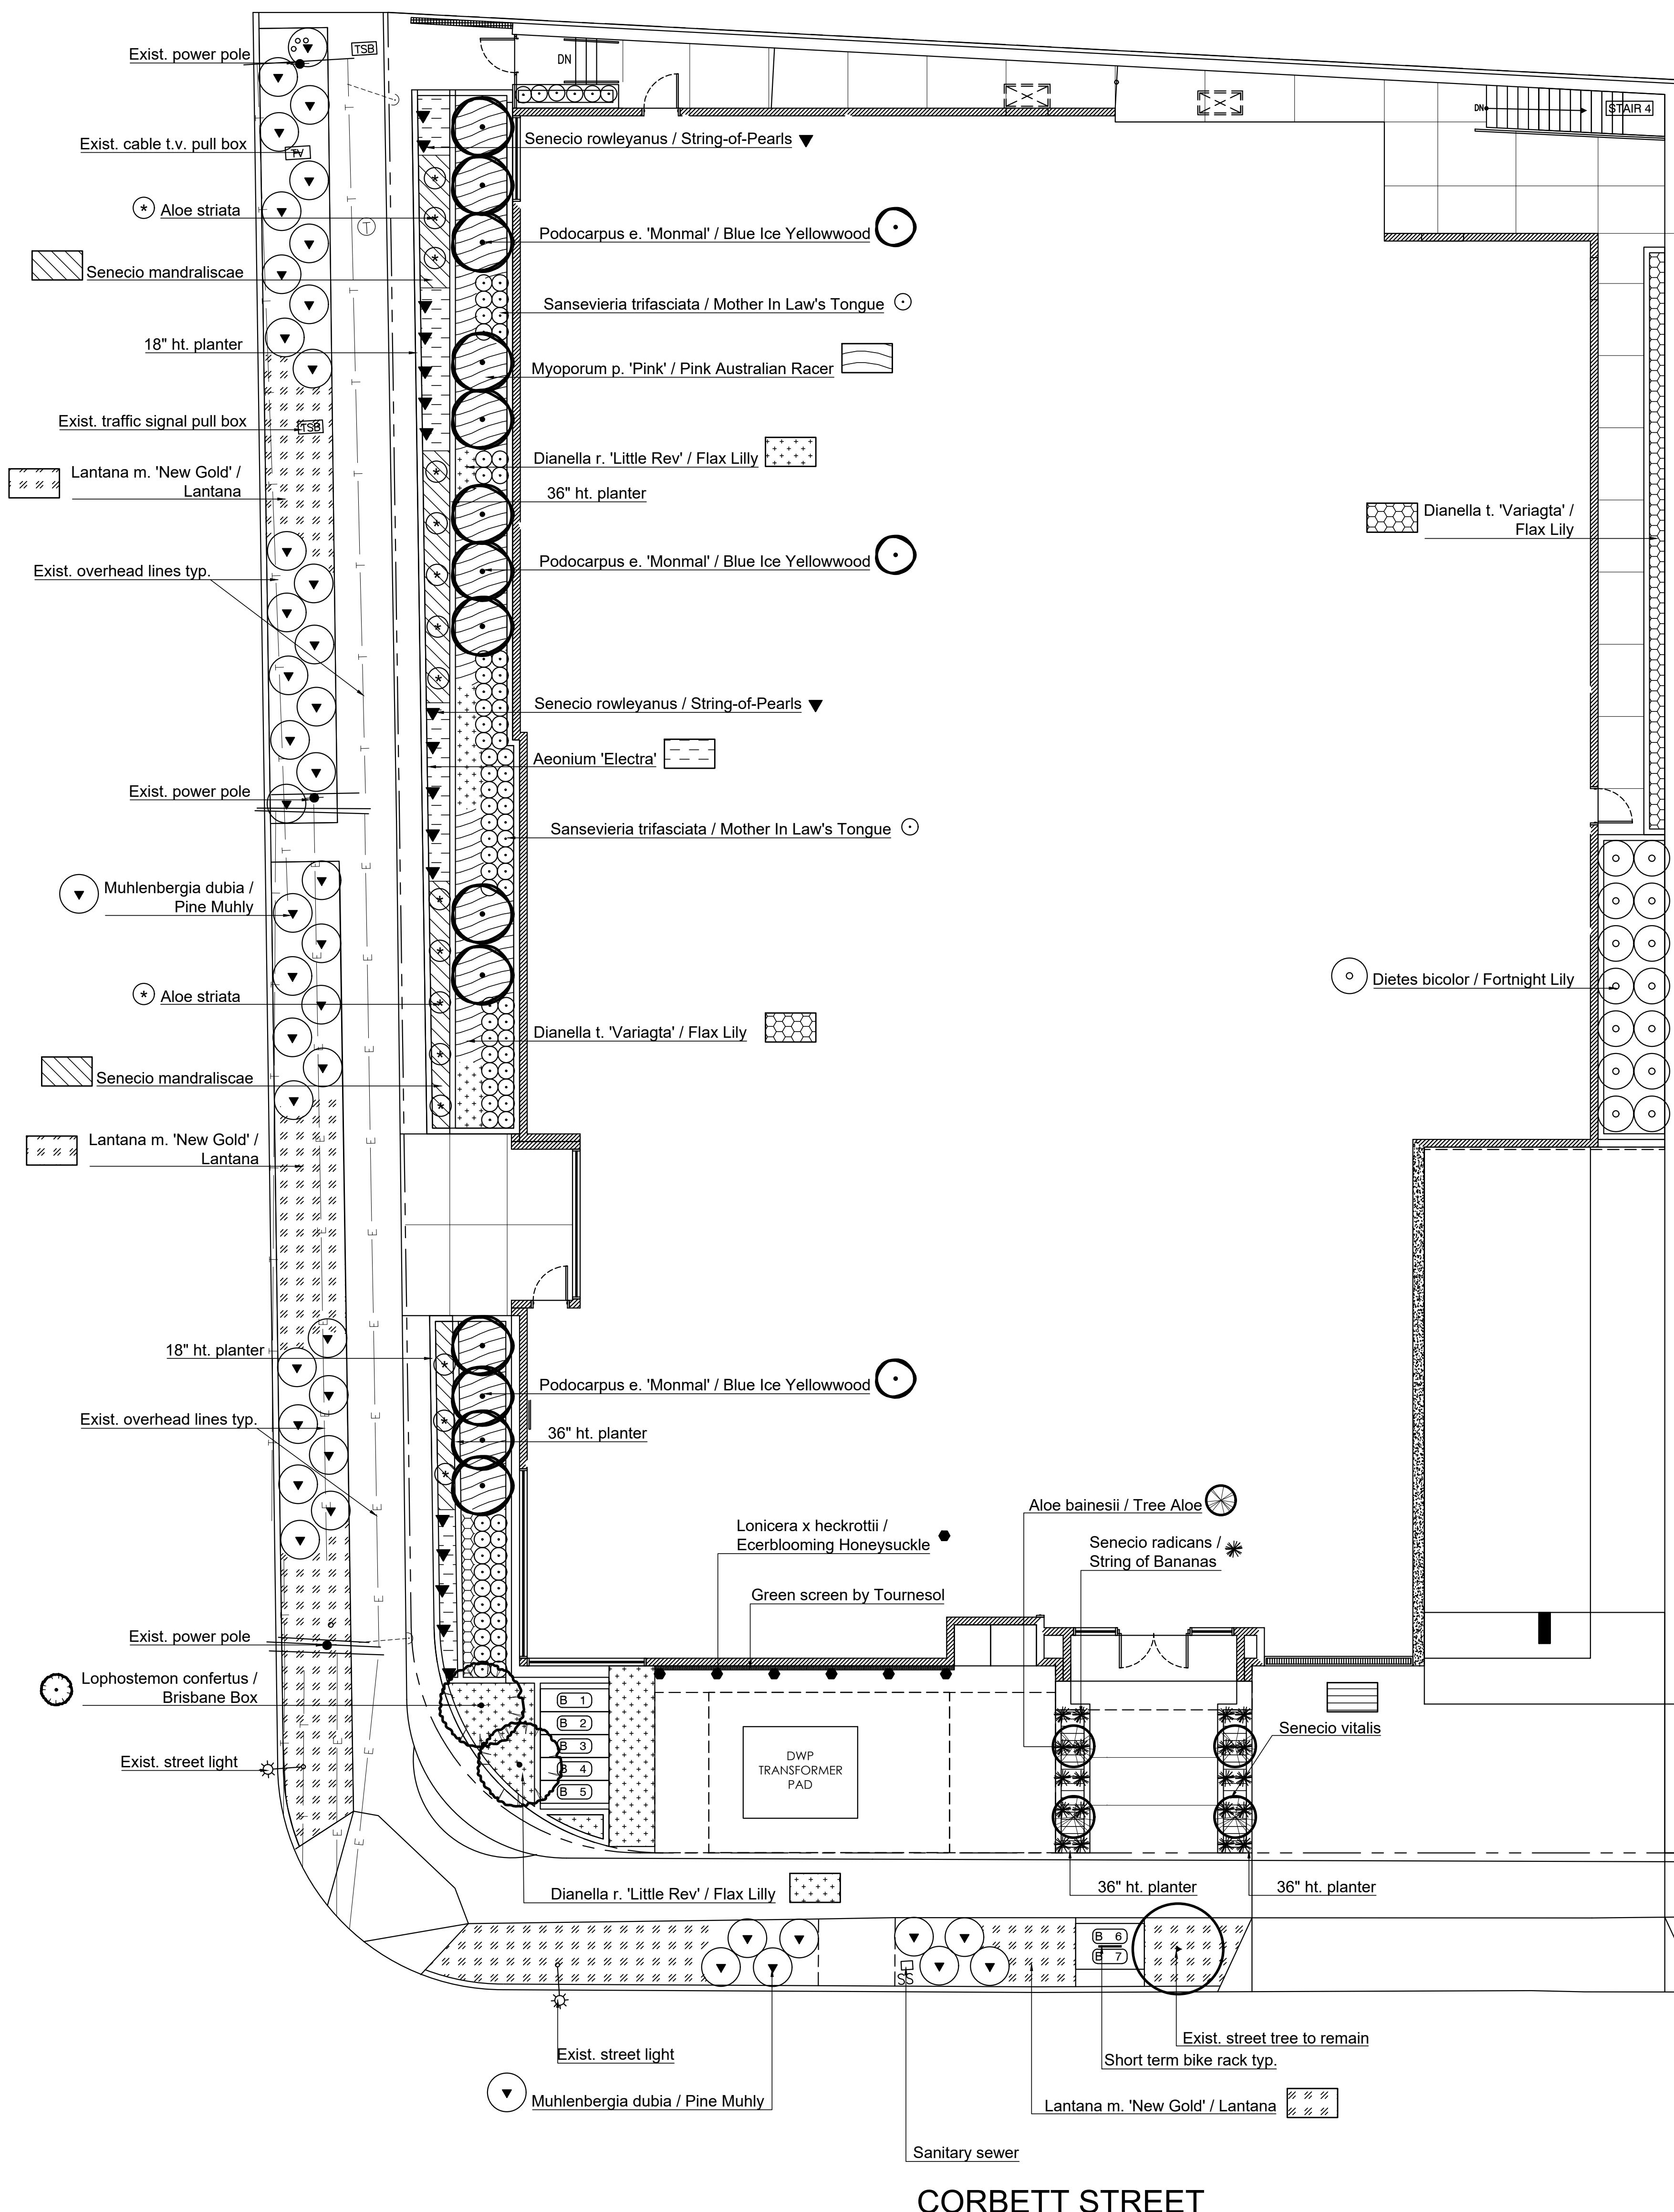 Exist. power pole
TSB
DN
DN
STAIR 4
Senecio rowleyanus / String-of-Pearls
Exist. cable t.v. pull box
TV
Aloe striata
T
Podocarpus e. 'Monmal' / Blue Ice Yellowwood
Senecio mandraliscae
Sansevieria trifasciata / Mother In Law's Tongue
18" ht. planter
Myoporum p. 'Pink' / Pink Australian Racer
Exist. traffic signal pull box
TSB
Dianella r. 'Little Rev' / Flax Lilly
Lantana m. 'New Gold' /
Lantana
36" ht. planter
Dianella t. 'Variagta' /
Flax Lily
Podocarpus e. 'Monmal' / Blue Ice Yellowwood
Exist. overhead lines typ.
Senecio rowleyanus / String-of-Pearls
Aeonium 'Electra'
Exist. power pole
Sansevieria trifasciata / Mother In Law's Tongue
Muhlenbergia dubia /
Pine Muhly
Dietes bicolor / Fortnight Lily
Aloe striata
Dianella t. 'Variagta' / Flax Lily
Senecio mandraliscae
Lantana m. 'New Gold' /
Lantana
18" ht. planter
Podocarpus e. 'Monmal' / Blue Ice Yellowwood
Exist. overhead lines typ.
36" ht. planter
Aloe bainesii / Tree Aloe
Lonicera x heckrottii /
Ecerblooming Honeysuckle
Senecio radicans /
String of Bananas
Green screen by Tournesol
Exist. power pole
Lophostemon confertus /
Brisbane Box
B 1
B 2
B 3
B 4
B 5
Senecio vitalis
DWP
TRANSFORMER
PAD
Exist. street light
Dianella r. 'Little Rev' / Flax Lilly
36" ht. planter
36" ht. planter
B 6
B 7
SS
Exist. street tree to remain
Exist. street light
Short term bike rack typ.
Muhlenbergia dubia / Pine Muhly
Lantana m. 'New Gold' / Lantana
Sanitary sewer
CORBETT STREET